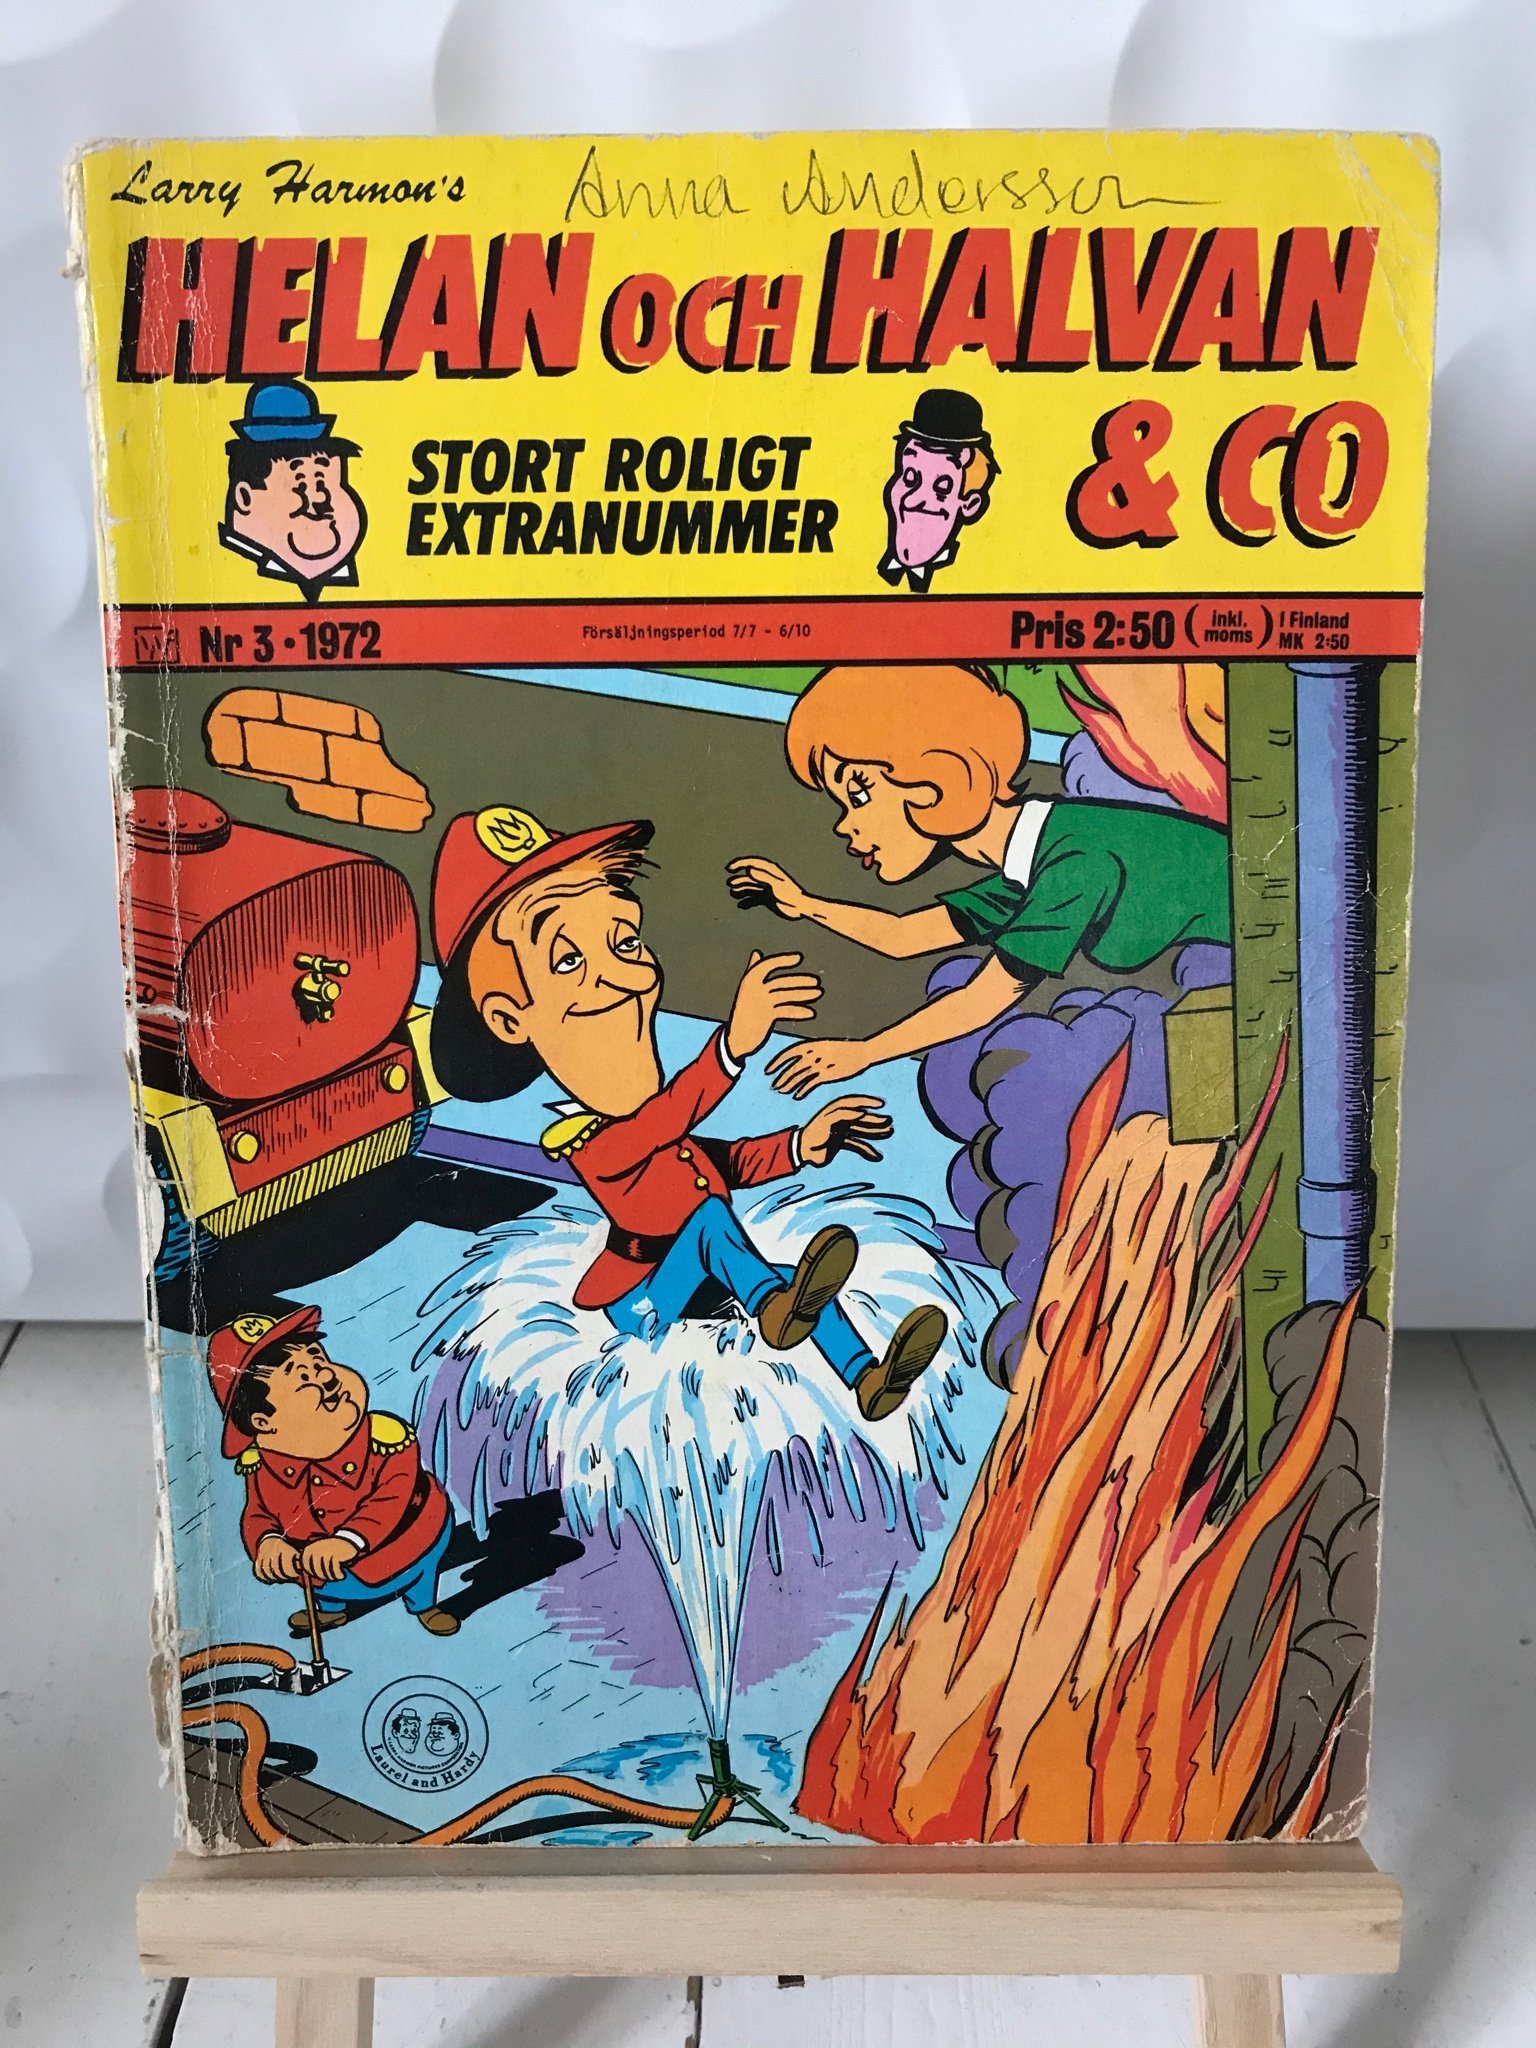 Larry Harmon's
Anna Andersson
HELAN OCH HALVAN
& CO
STORT ROLIGT
EXTRANUMMER
Nr 3 · 1972
Försäljningsperiod 7/7 - 6/10
Pris 2:50 (inkl. moms) I Finland MK 2:50
Laurel and Hardy